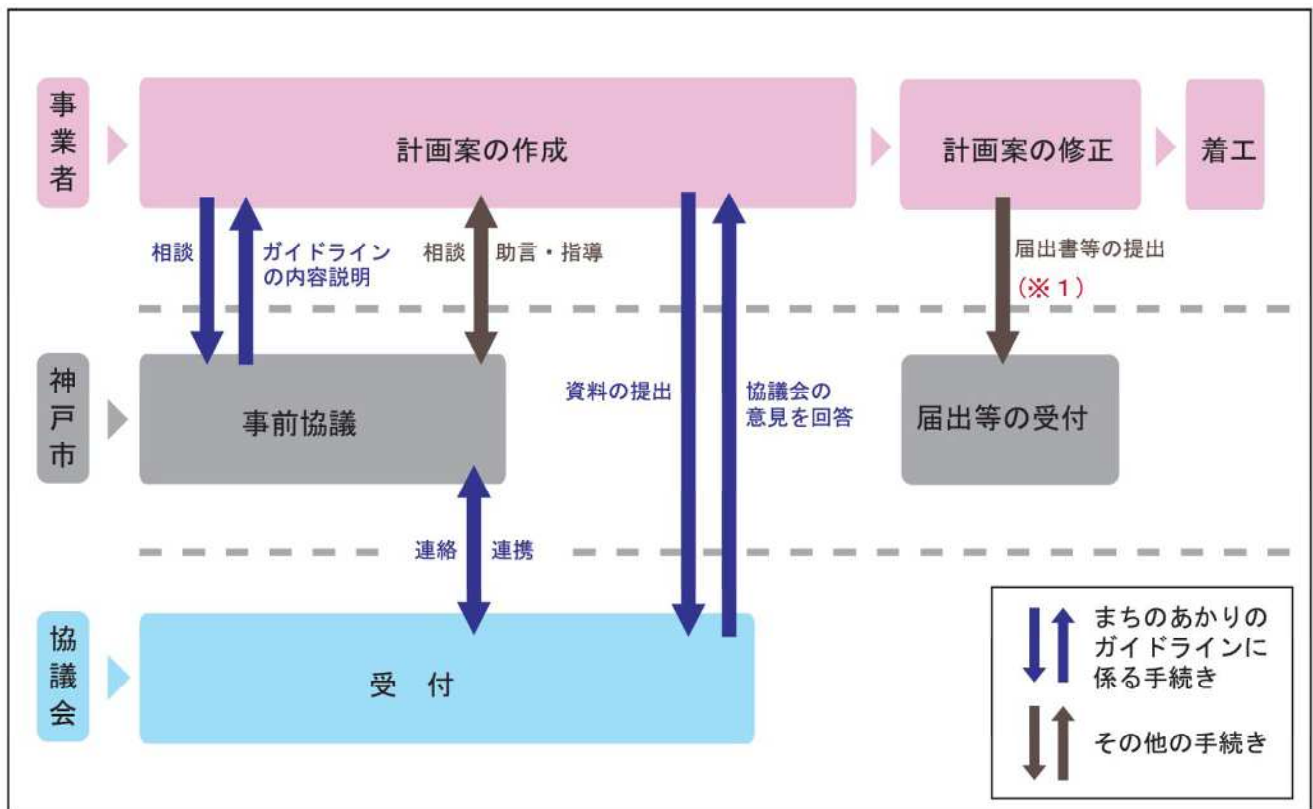 事業者
計画案の作成
計画案の修正
着工
相談
ガイドライン
の内容説明
相談
助言・指導
届出書等の提出
(※1)
神戸市
事前協議
資料の提出
協議会の
意見を回答
届出等の受付
連絡
連携
協議会
受 付
まちのあかりの
ガイドラインに
係る手続き
その他の手続き